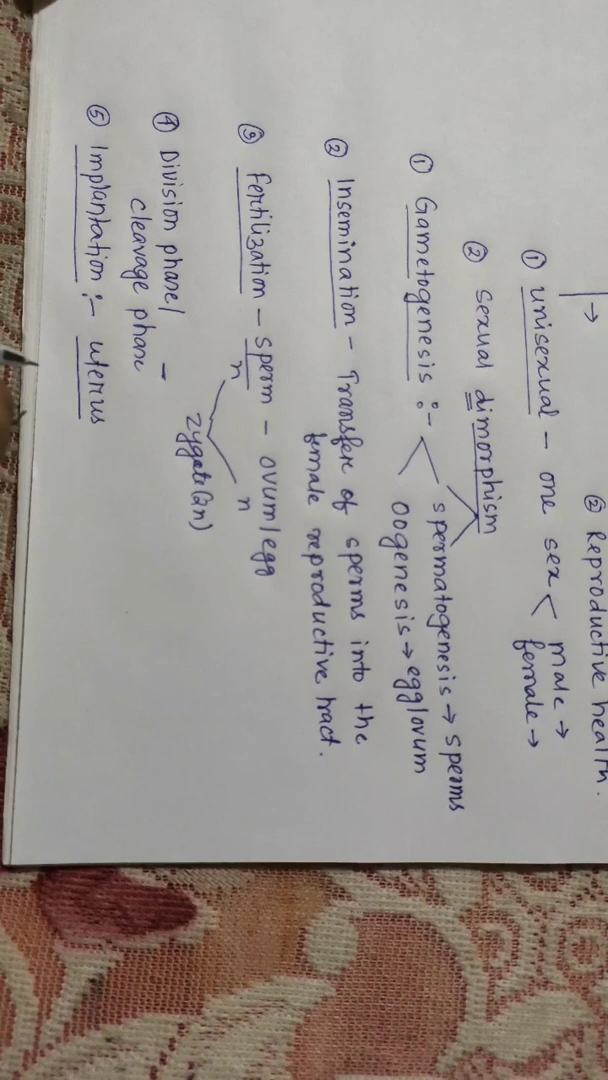 ② Reproductive health.
→
① unisexual - one sex < male →
female →
② Sexual dimorphism
① Gametogenesis :- < spermatogenesis → sperms
oogenesis → egg/ovum
② Insemination - Transfer of sperms into the
female reproductive tract.
③ fertilization - sperm - ovum/egg
n n
zygote(2n)
④ Division phase/ -
cleavage phase
⑤ Implantation :- uterus